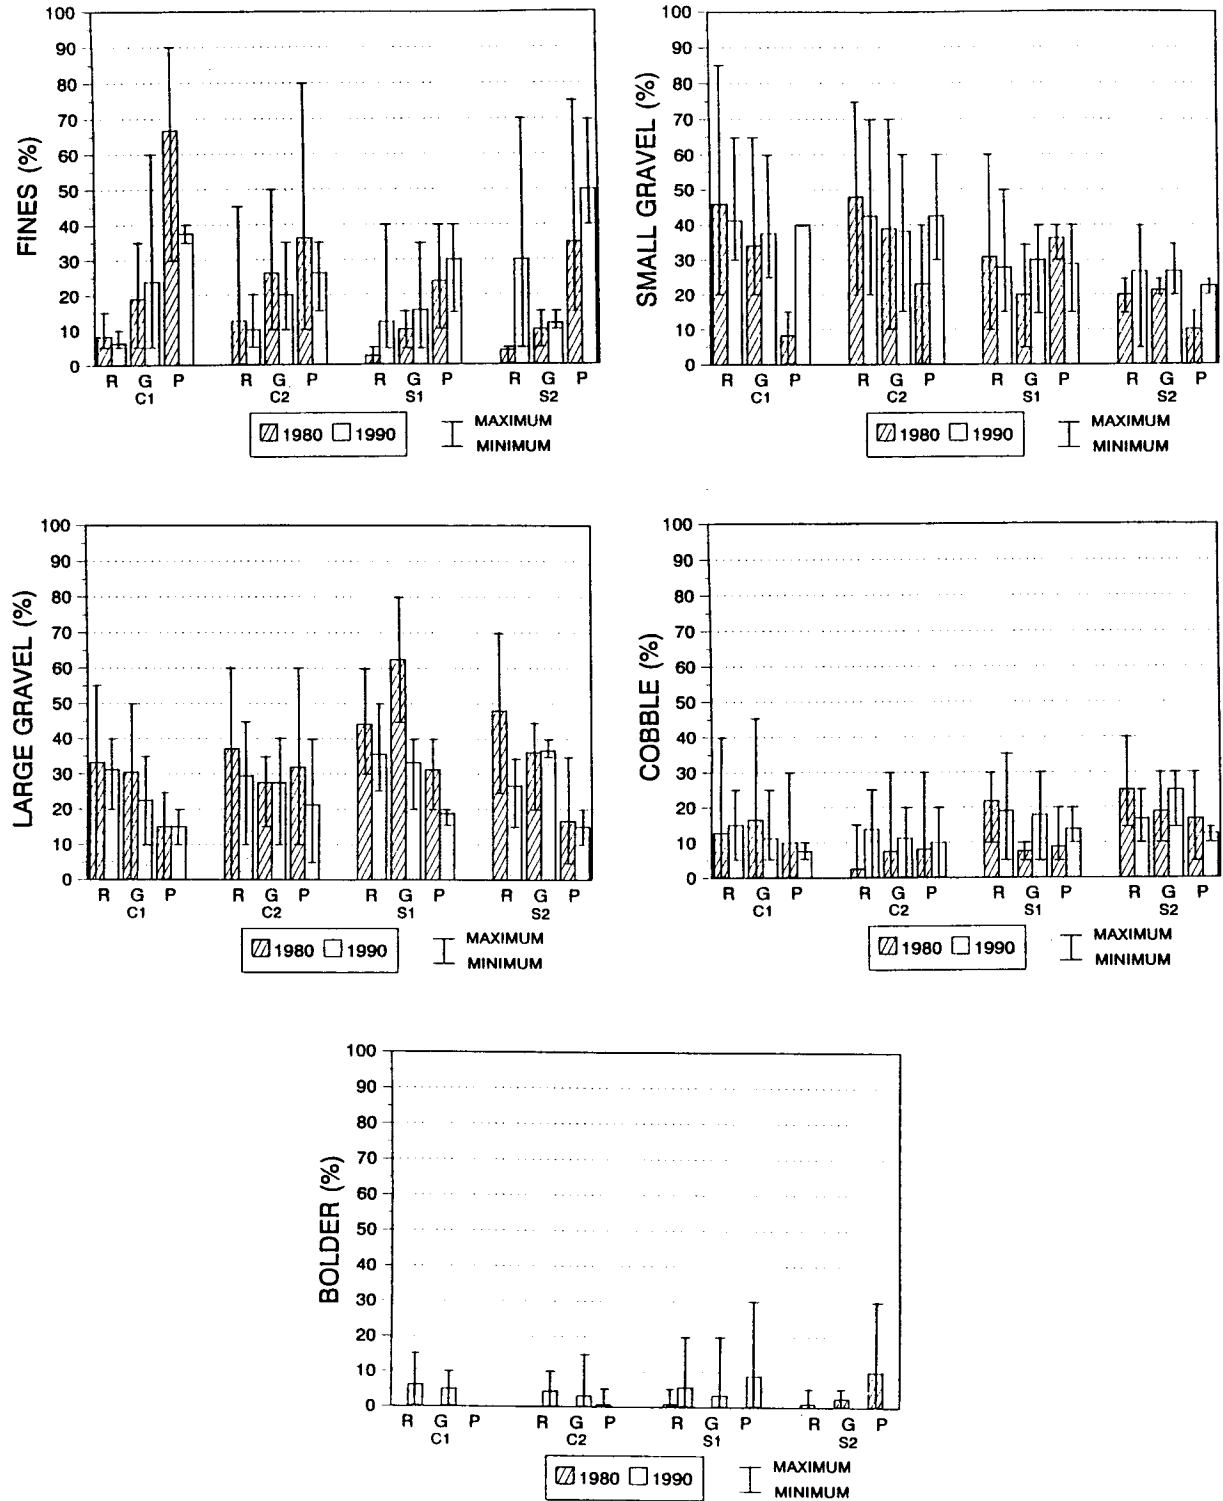 FINES (%)
100
90
80
70
60
50
40
30
20
10
0
R G P R G P R G P R G P
C1 C2 S1 S2
1980 1990 MAXIMUM
MINIMUM
SMALL GRAVEL (%)
100
90
80
70
60
50
40
30
20
10
0
R G P R G P R G P R G P
C1 C2 S1 S2
1980 1990 MAXIMUM
MINIMUM
LARGE GRAVEL (%)
100
90
80
70
60
50
40
30
20
10
0
R G P R G P R G P R G P
C1 C2 S1 S2
1980 1990 MAXIMUM
MINIMUM
COBBLE (%)
100
90
80
70
60
50
40
30
20
10
0
R G P R G P R G P R G P
C1 C2 S1 S2
1980 1990 MAXIMUM
MINIMUM
BOLDER (%)
100
90
80
70
60
50
40
30
20
10
0
R G P R G P R G P R G P
C1 C2 S1 S2
1980 1990 MAXIMUM
MINIMUM